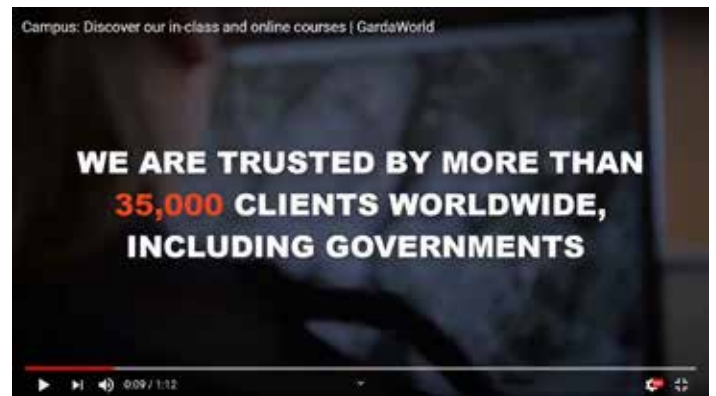 Campus: Discover our in-class and online courses | GardaWorld
WE ARE TRUSTED BY MORE THAN
35,000 CLIENTS WORLDWIDE,
INCLUDING GOVERNMENTS
0:09 / 1:12